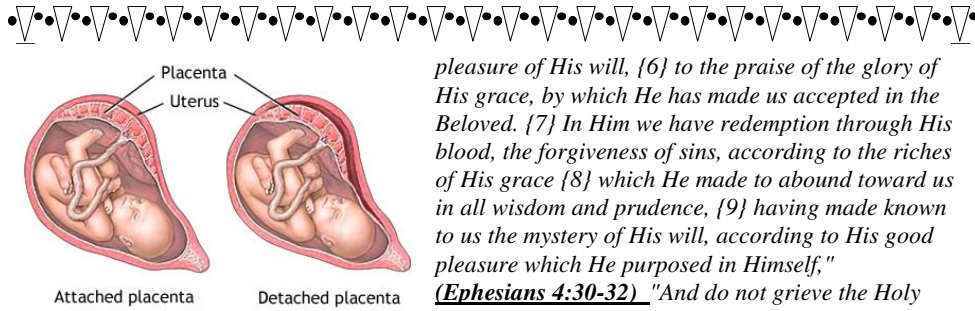 Placenta
Uterus
Attached placenta
Detached placenta
pleasure of His will, {6} to the praise of the glory of
His grace, by which He has made us accepted in the
Beloved. {7} In Him we have redemption through His
blood, the forgiveness of sins, according to the riches
of His grace {8} which He made to abound toward us
in all wisdom and prudence, {9} having made known
to us the mystery of His will, according to His good
pleasure which He purposed in Himself,"
(Ephesians 4:30-32) "And do not grieve the Holy